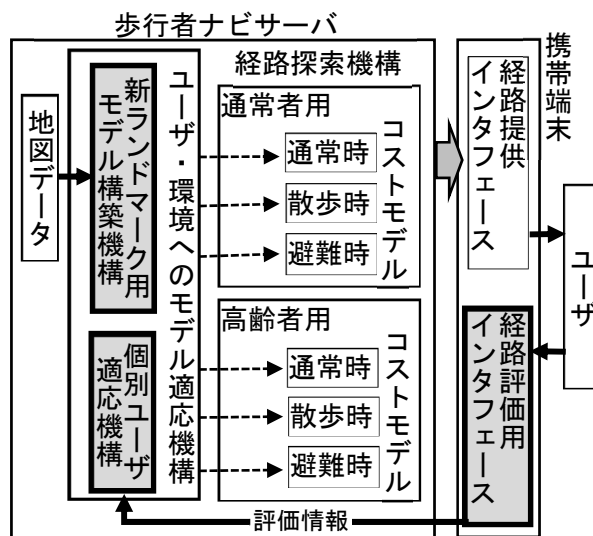 歩行者ナビサーバ
地図データ
新ランドマーク用
モデル構築機構
個別ユーザ
適応機構
ユーザ・環境へのモデル適応機構
経路探索機構
通常者用
通常時
散歩時
避難時
コストモデル
高齢者用
通常時
散歩時
避難時
コストモデル
携帯端末
経路提供
インタフェース
経路評価用
インタフェース
ユーザ
評価情報